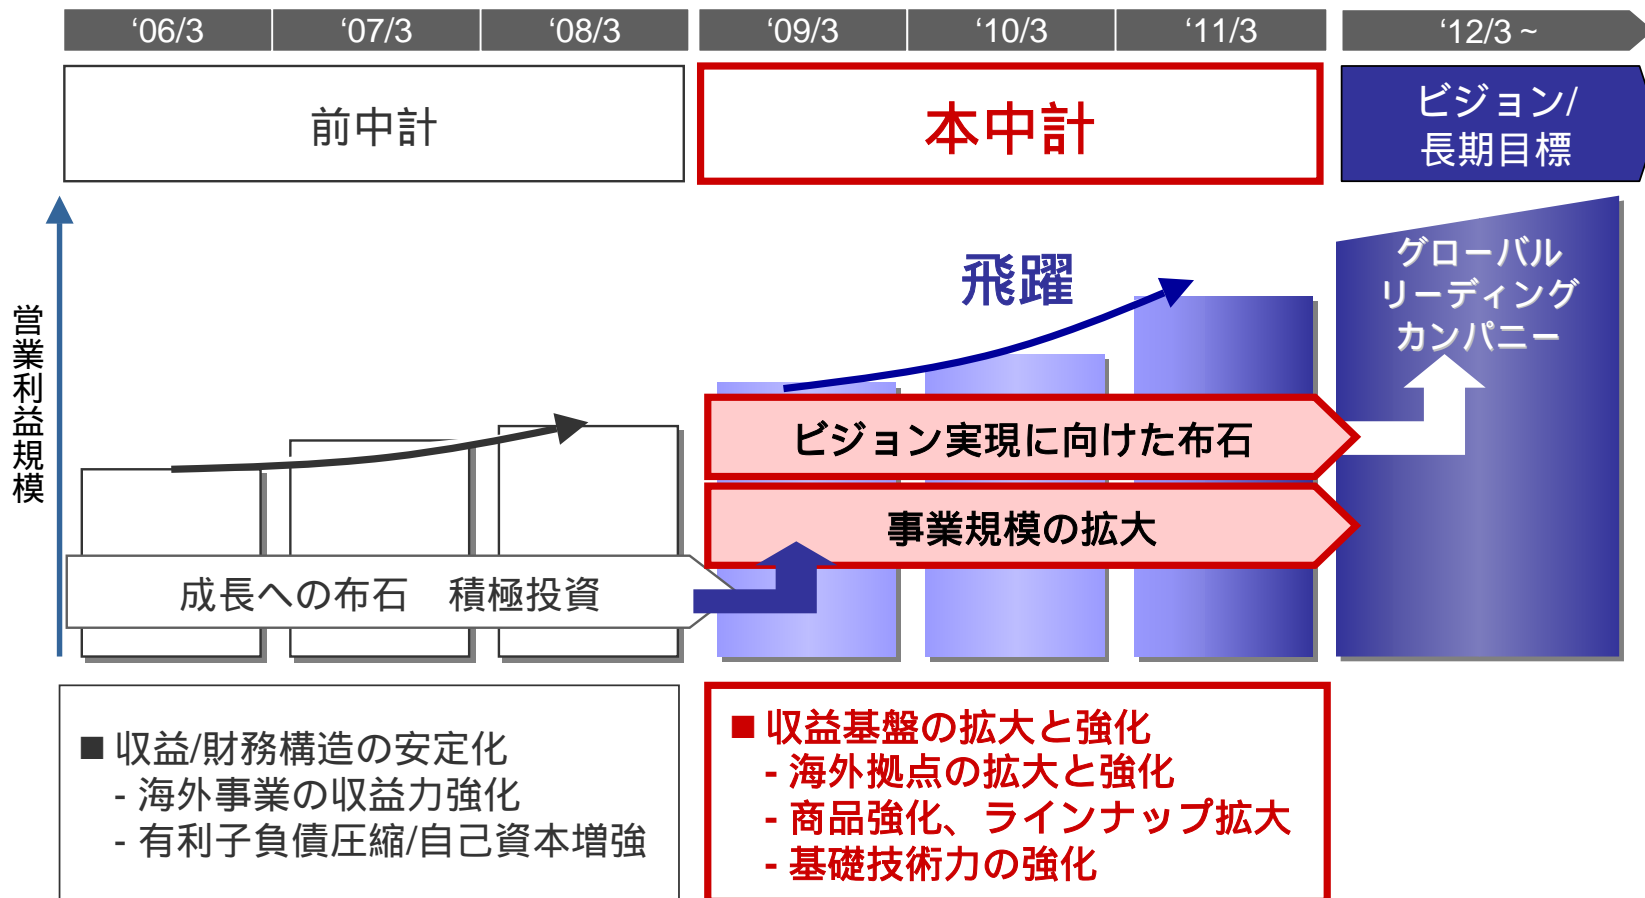 ‘06/3
‘07/3
‘08/3
‘09/3
‘10/3
‘11/3
‘12/3 ~
前中計
本中計
ビジョン/
長期目標
営業利益規模
飛躍
グローバル
リーディング
カンパニー
ビジョン実現に向けた布石
事業規模の拡大
成長への布石　積極投資
■ 収益/財務構造の安定化
- 海外事業の収益力強化
- 有利子負債圧縮/自己資本増強
■ 収益基盤の拡大と強化
- 海外拠点の拡大と強化
- 商品強化、ラインナップ拡大
- 基礎技術力の強化